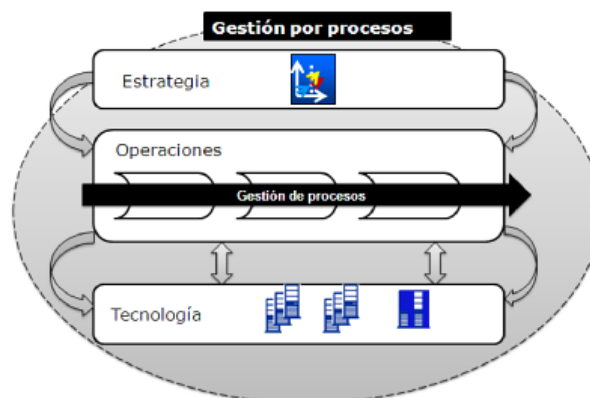 Gestión por procesos
Estrategia
Operaciones
Gestión de procesos
Tecnología